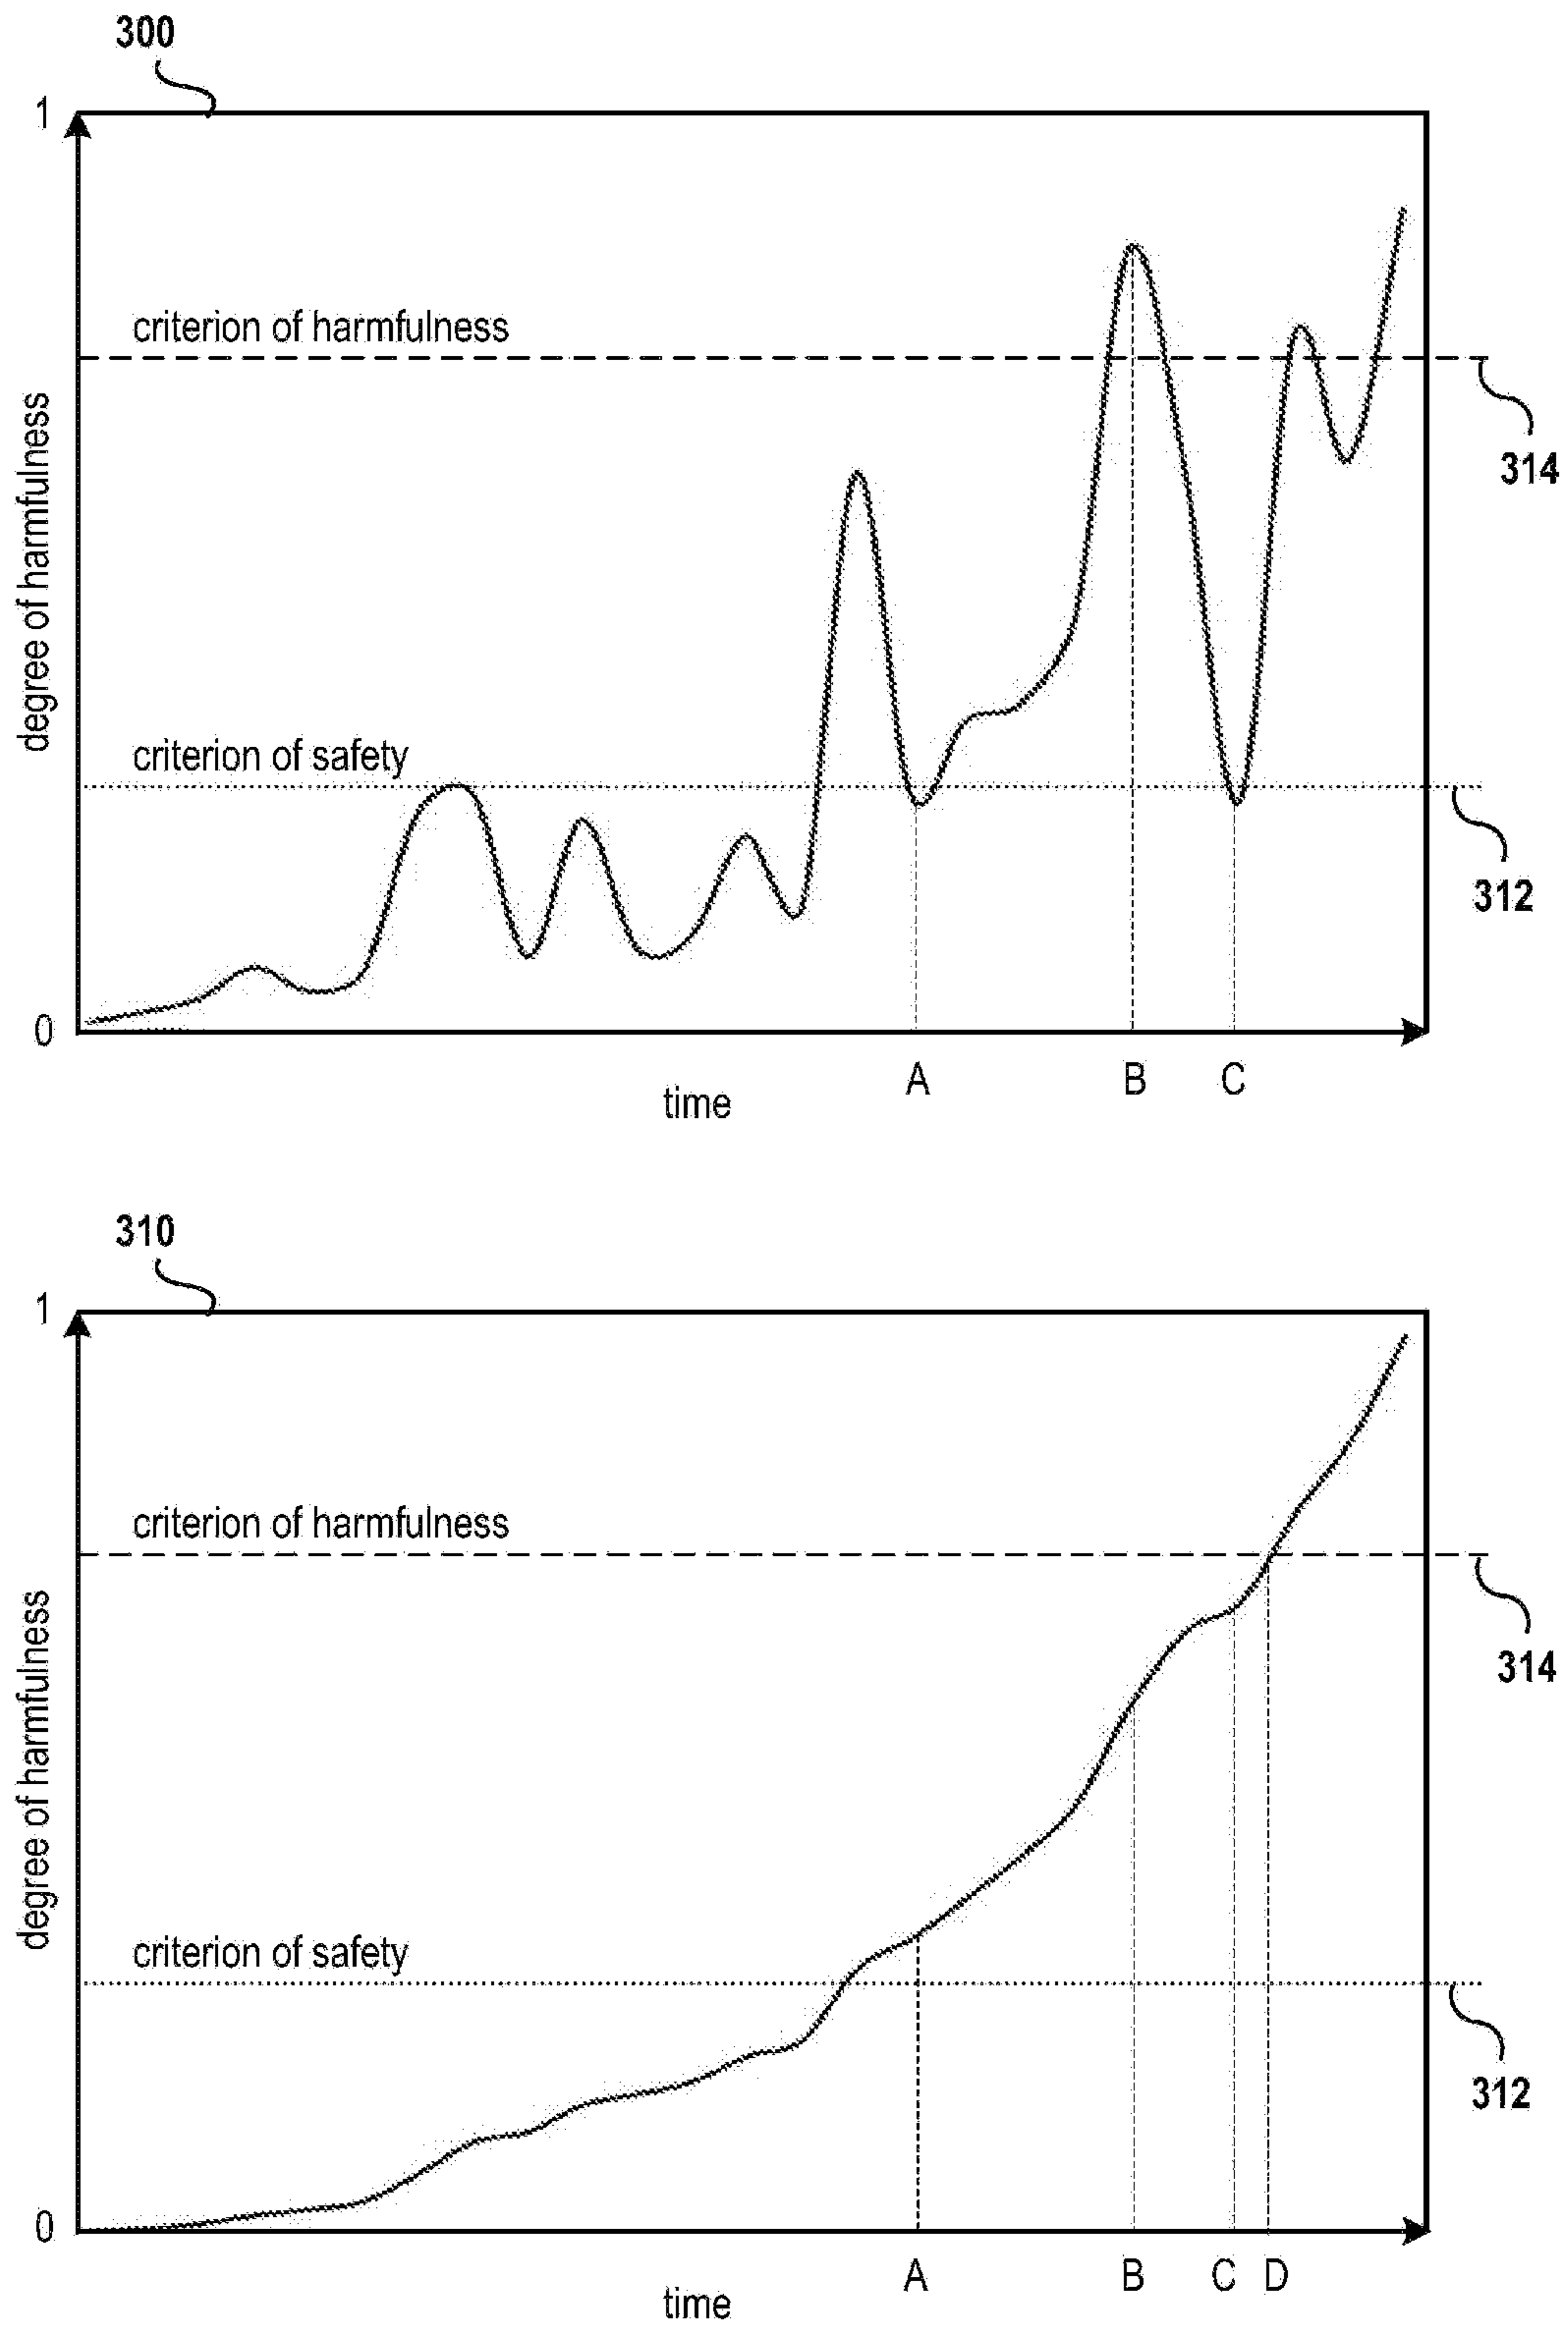 300
1
criterion of harmfulness
314
degree of harmfulness
criterion of safety
312
0
A B C
time
310
1
criterion of harmfulness
314
degree of harmfulness
criterion of safety
312
0
A B C D
time